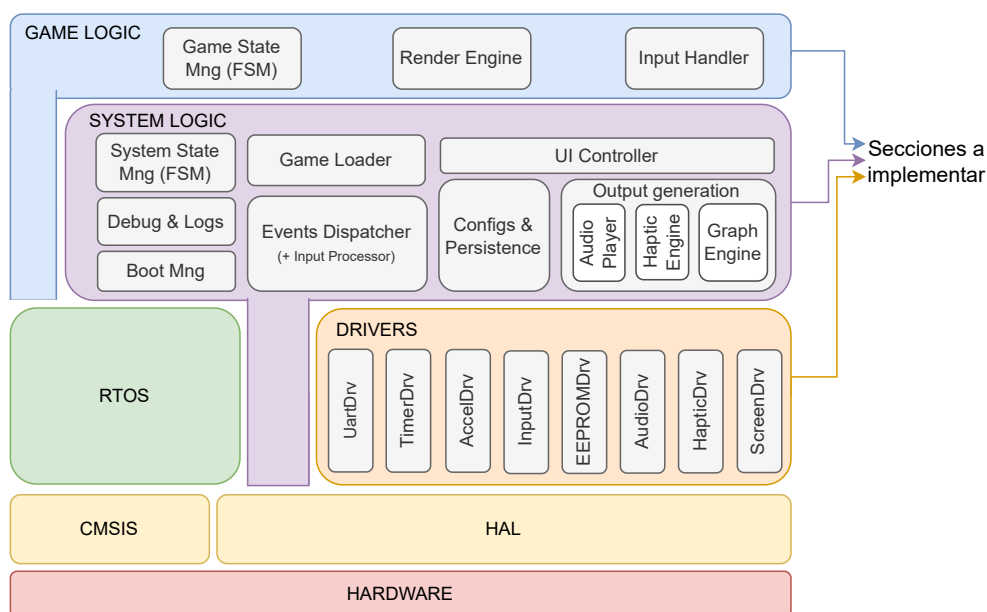 GAME LOGIC
Game State
Mng (FSM)
Render Engine
Input Handler
SYSTEM LOGIC
System State
Mng (FSM)
Game Loader
UI Controller
Debug & Logs
Boot Mng
Events Dispatcher
(+ Input Processor)
Configs &
Persistence
Output generation
Audio
Player
Haptic
Engine
Graph
Engine
Secciones a
implementar
RTOS
DRIVERS
UartDrv
TimerDrv
AccelDrv
InputDrv
EEPROMDrv
AudioDrv
HapticDrv
ScreenDrv
CMSIS
HAL
HARDWARE